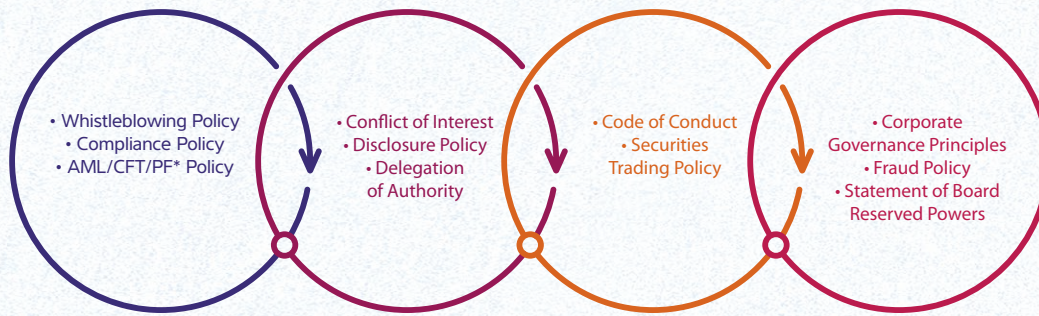 • Whistleblowing Policy
• Compliance Policy
• AML/CFT/PF* Policy
• Conflict of Interest
• Disclosure Policy
• Delegation
of Authority
• Code of Conduct
• Securities
Trading Policy
• Corporate
Governance Principles
• Fraud Policy
• Statement of Board
Reserved Powers